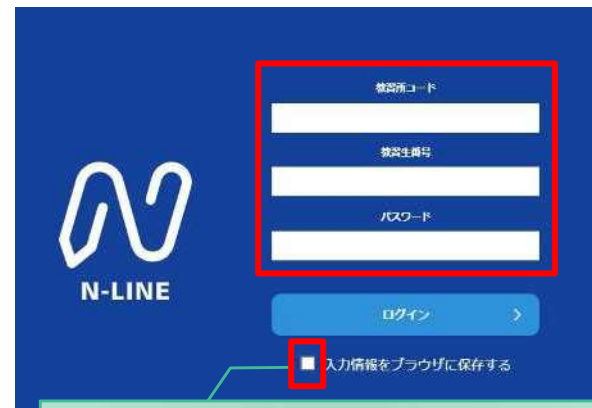 教習所コード
教習生番号
パスワード
N-LINE
ログイン
入力情報をブラウザに保存する